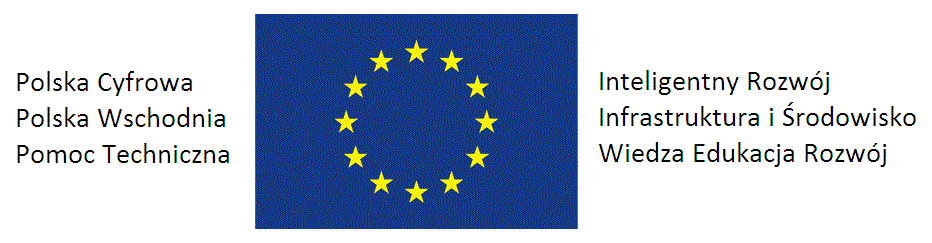 Polska Cyfrowa
Polska Wschodnia
Pomoc Techniczna
Inteligentny Rozwój
Infrastruktura i Środowisko
Wiedza Edukacja Rozwój